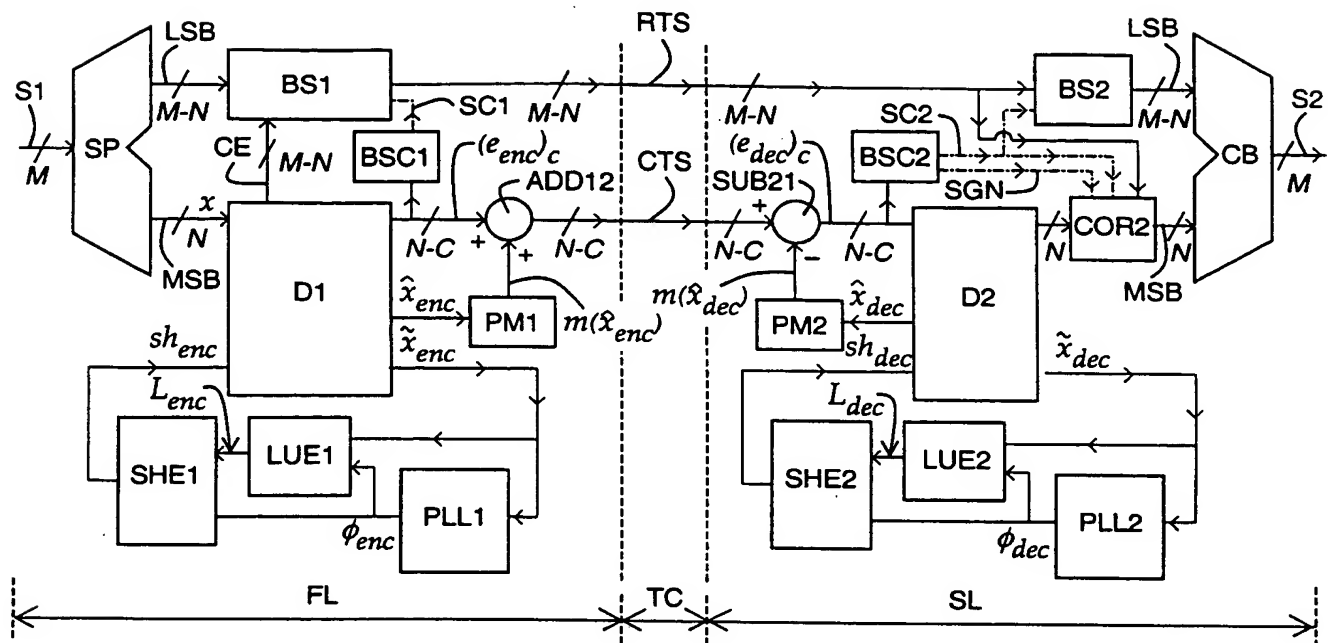 S1
M
SP
LSB
M-N
BS1
CE
M-N
SC1
BSC1
M-N
RTS
M-N
LSB
BS2
M-N
S2
M
CB
(e_enc)_c
ADD12
CTS
(e_dec)_c
SUB21
BSC2
SC2
SGN
COR2
x
N
MSB
D1
N-C
+
+
N-C
N-C
+
−
N-C
D2
N
N
MSB
x̂_enc
PM1
m(x̂_enc)
x̃_enc
m(x̂_dec)
x̂_dec
PM2
sh_dec
x̃_dec
sh_enc
L_enc
SHE1
LUE1
PLL1
ϕ_enc
L_dec
SHE2
LUE2
PLL2
ϕ_dec
FL
TC
SL